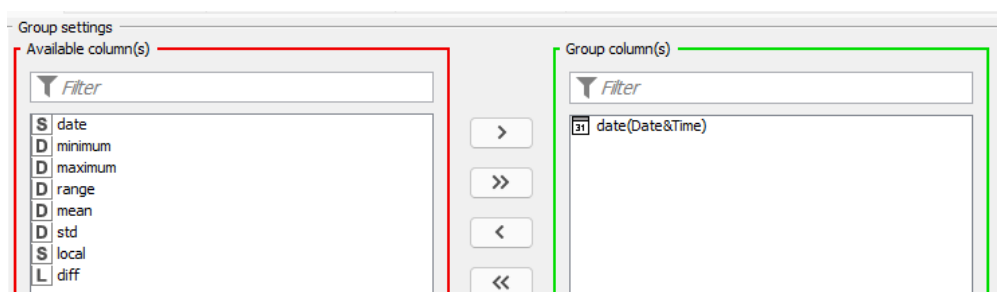 Group settings
Available column(s)
Group column(s)
Filter
Filter
S date
D minimum
D maximum
D range
D mean
D std
S local
L diff
>
>>
<
<<
31 date(Date&Time)